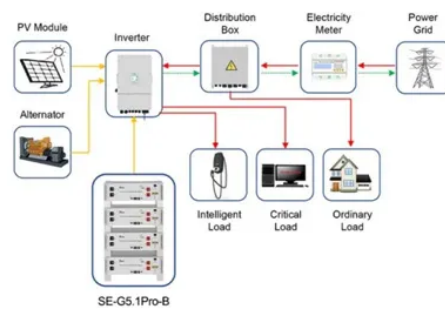 PV Module
Inverter
Distribution
Box
Electricity
Meter
Power
Grid
Alternator
Intelligent
Load
Critical
Load
Ordinary
Load
SE-G5.1Pro-B